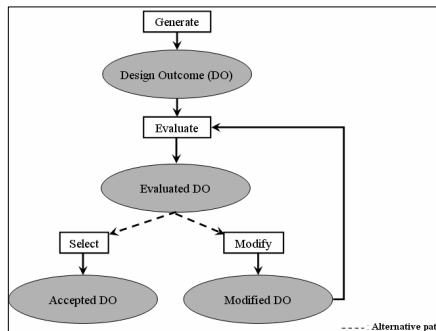 Generate
Design Outcome (DO)
Evaluate
Evaluated DO
Select
Modify
Accepted DO
Modified DO
: Alternative pat